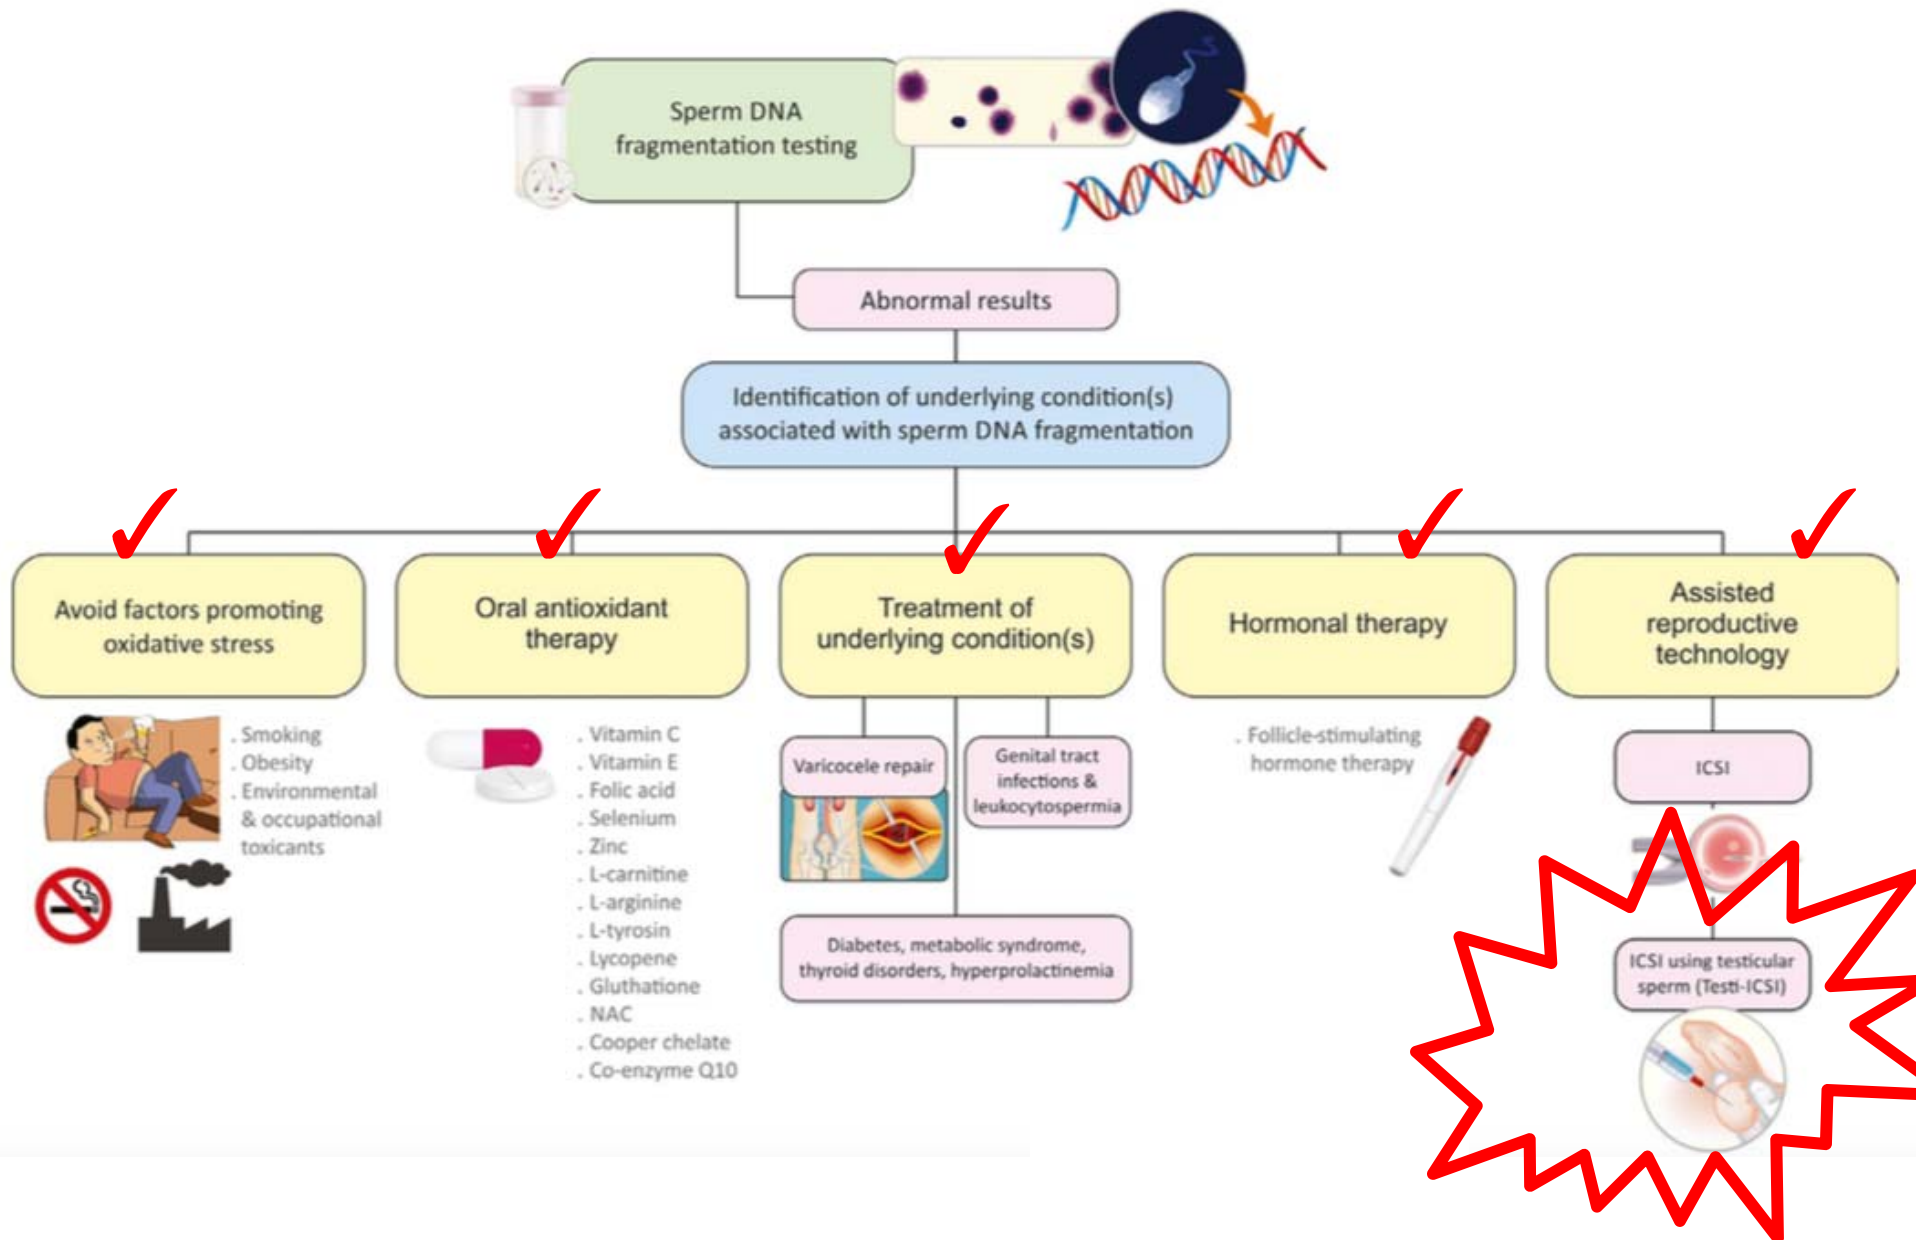 Sperm DNA
fragmentation testing
Abnormal results
Identification of underlying condition(s)
associated with sperm DNA fragmentation
Avoid factors promoting
oxidative stress
. Smoking
. Obesity
. Environmental
& occupational
toxicants
Oral antioxidant
therapy
. Vitamin C
. Vitamin E
. Folic acid
. Selenium
. Zinc
. L-carnitine
. L-arginine
. L-tyrosin
. Lycopene
. Gluthatione
. NAC
. Cooper chelate
. Co-enzyme Q10
Treatment of
underlying condition(s)
Varicocele repair
Genital tract
infections &
leukocytospermia
Diabetes, metabolic syndrome,
thyroid disorders, hyperprolactinemia
Hormonal therapy
. Follicle-stimulating
hormone therapy
Assisted
reproductive
technology
ICSI
ICSI using testicular
sperm (Testi-ICSI)